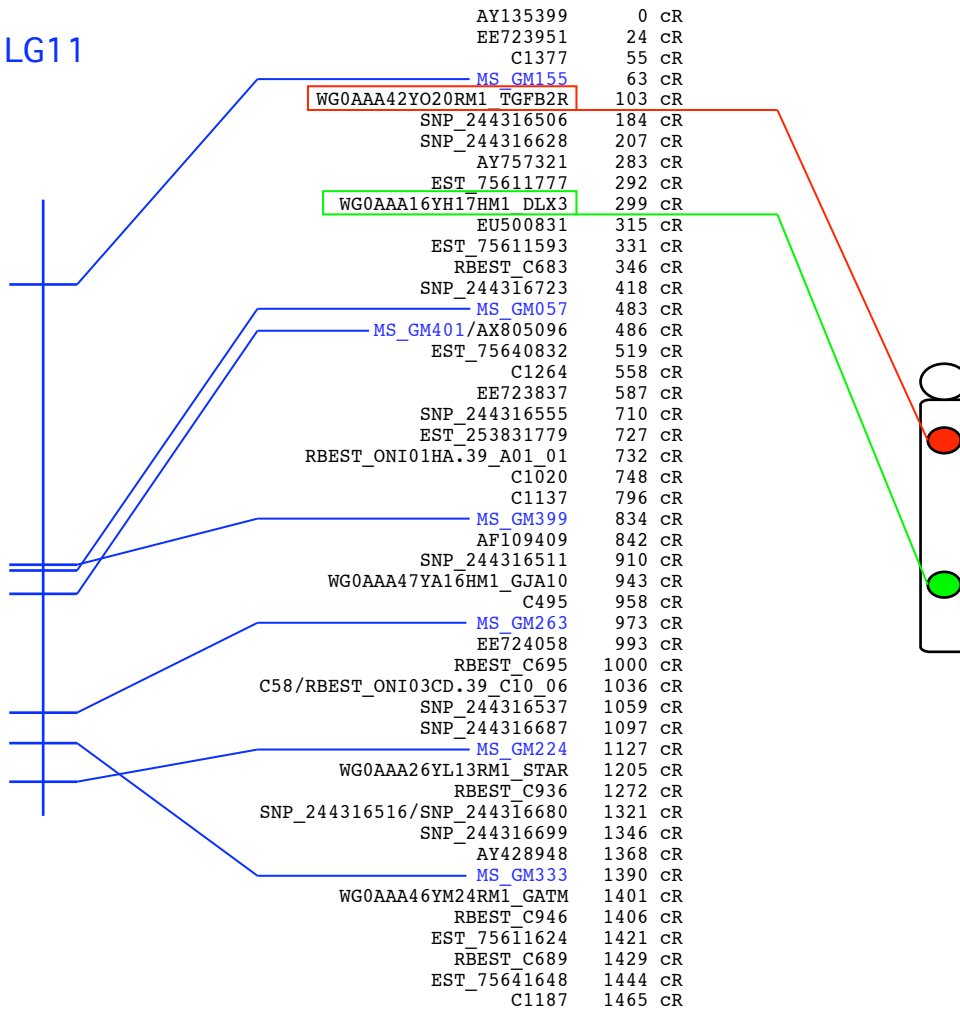 LG11
AY135399 0 cR
EE723951 24 cR
C1377 55 cR
MS_GM155 63 cR
WG0AAA42YO20RM1_TGFB2R 103 cR
SNP_244316506 184 cR
SNP_244316628 207 cR
AY757321 283 cR
EST_75611777 292 cR
WG0AAA16YH17HM1_DLX3 299 cR
EU500831 315 cR
EST_75611593 331 cR
RBEST_C683 346 cR
SNP_244316723 418 cR
MS_GM057 483 cR
MS_GM401/AX805096 486 cR
EST_75640832 519 cR
C1264 558 cR
EE723837 587 cR
SNP_244316555 710 cR
EST_253831779 727 cR
RBEST_ONI01HA.39_A01_01 732 cR
C1020 748 cR
C1137 796 cR
MS_GM399 834 cR
AF109409 842 cR
SNP_244316511 910 cR
WG0AAA47YA16HM1_GJA10 943 cR
C495 958 cR
MS_GM263 973 cR
EE724058 993 cR
RBEST_C695 1000 cR
C58/RBEST_ONI03CD.39_C10_06 1036 cR
SNP_244316537 1059 cR
SNP_244316687 1097 cR
MS_GM224 1127 cR
WG0AAA26YL13RM1_STAR 1205 cR
RBEST_C936 1272 cR
SNP_244316516/SNP_244316680 1321 cR
SNP_244316699 1346 cR
AY428948 1368 cR
MS_GM333 1390 cR
WG0AAA46YM24RM1_GATM 1401 cR
RBEST_C946 1406 cR
EST_75611624 1421 cR
RBEST_C689 1429 cR
EST_75641648 1444 cR
C1187 1465 cR